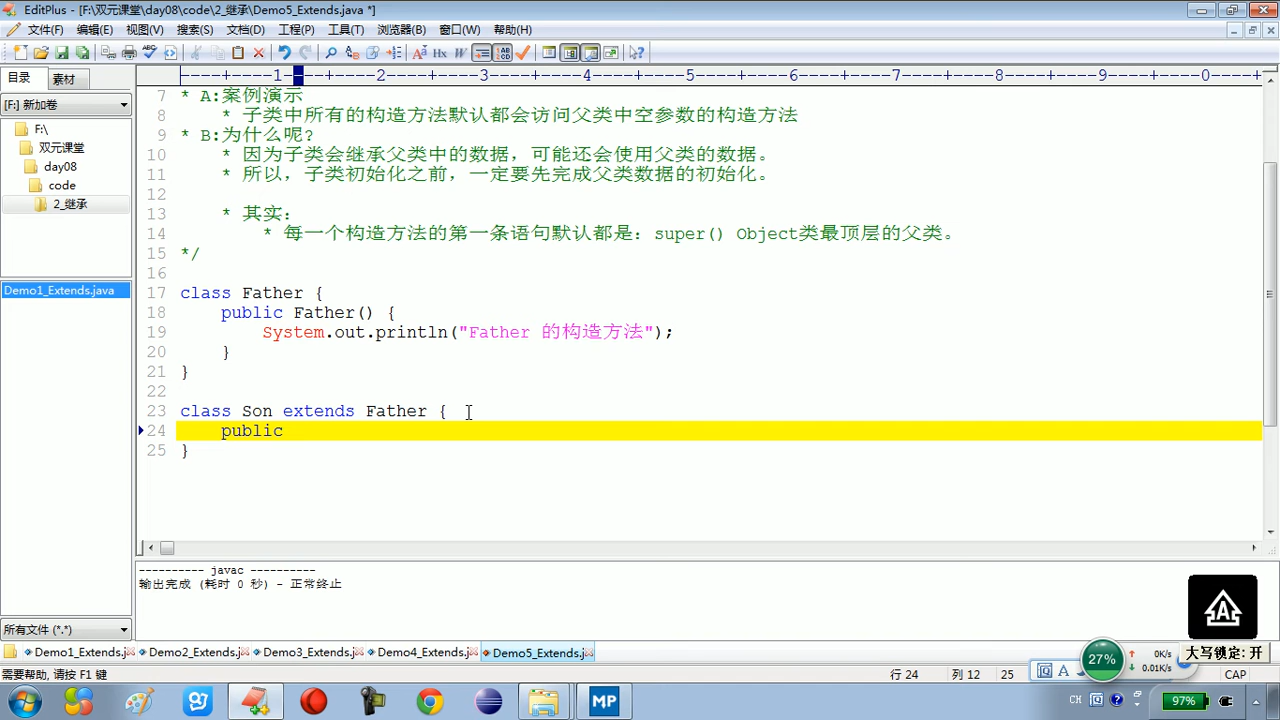 EditPlus - [F:\双元课堂\day08\code\2_继承\Demo5_Extends.java *]
文件(F) 编辑(E) 视图(V) 搜索(S) 文档(D) 工程(P) 工具(T) 浏览器(B) 窗口(W) 帮助(H)
目录 素材
[F:] 新加卷
F:\
双元课堂
day08
code
2_继承
Demo1_Extends.java
所有文件 (*.*)
----+----1----+----2----+----3----+----4----+----5----+----6----+----7----+----8----+----9----+----0----+
7 * A:案例演示
8 * 子类中所有的构造方法默认都会访问父类中空参数的构造方法
9 * B:为什么呢?
10 * 因为子类会继承父类中的数据，可能还会使用父类的数据。
11 * 所以，子类初始化之前，一定要先完成父类数据的初始化。
12
13 * 其实：
14 * 每一个构造方法的第一条语句默认都是：super() Object类最顶层的父类。
15 */
16
17 class Father {
18 public Father() {
19 System.out.println("Father 的构造方法");
20 }
21 }
22
23 class Son extends Father {
24 public
25 }
---------- javac ----------
输出完成 (耗时 0 秒) - 正常终止
Demo1_Extends.j Demo2_Extends.j Demo3_Extends.j Demo4_Extends.j Demo5_Extends.j
需要帮助, 请按 F1 键 行 24 列 12 25 CAP
A
大写锁定: 开
27% 0K/s
0.01K/s
CH 97%
MP